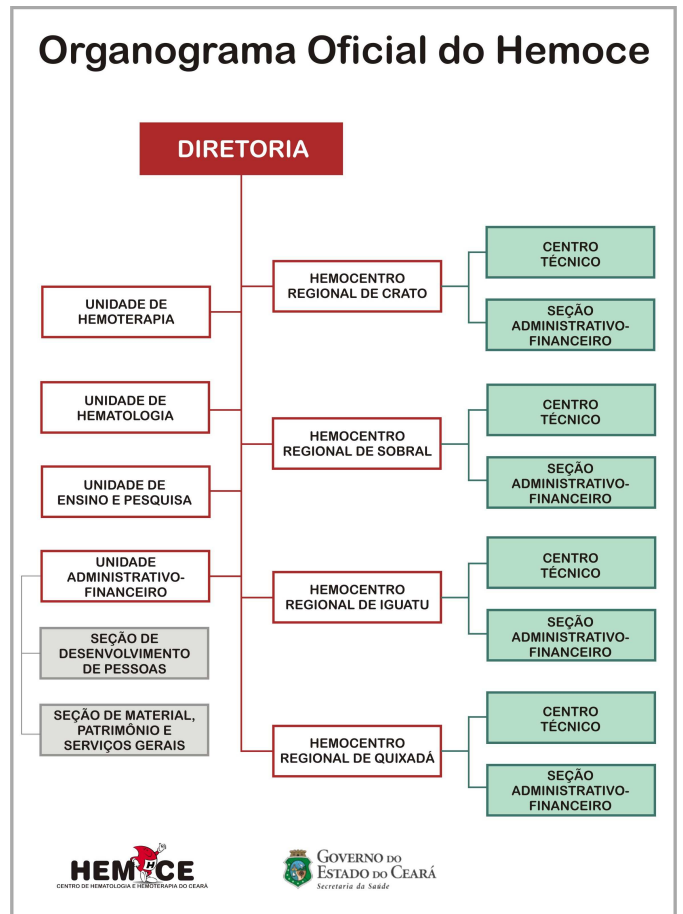 Organograma Oficial do Hemoce
DIRETORIA
UNIDADE DE
HEMOTERAPIA
UNIDADE DE
HEMATOLOGIA
UNIDADE DE
ENSINO E PESQUISA
UNIDADE
ADMINISTRATIVO-
FINANCEIRO
SEÇÃO DE
DESENVOLVIMENTO
DE PESSOAS
SEÇÃO DE MATERIAL,
PATRIMÔNIO E
SERVIÇOS GERAIS
HEMOCENTRO
REGIONAL DE CRATO
CENTRO
TÉCNICO
SEÇÃO
ADMINISTRATIVO-
FINANCEIRO
HEMOCENTRO
REGIONAL DE SOBRAL
CENTRO
TÉCNICO
SEÇÃO
ADMINISTRATIVO-
FINANCEIRO
HEMOCENTRO
REGIONAL DE IGUATU
CENTRO
TÉCNICO
SEÇÃO
ADMINISTRATIVO-
FINANCEIRO
HEMOCENTRO
REGIONAL DE QUIXADÁ
CENTRO
TÉCNICO
SEÇÃO
ADMINISTRATIVO-
FINANCEIRO
HEMOCE
CENTRO DE HEMATOLOGIA E HEMOTERAPIA DO CEARÁ
GOVERNO DO
ESTADO DO CEARÁ
Secretaria da Saúde